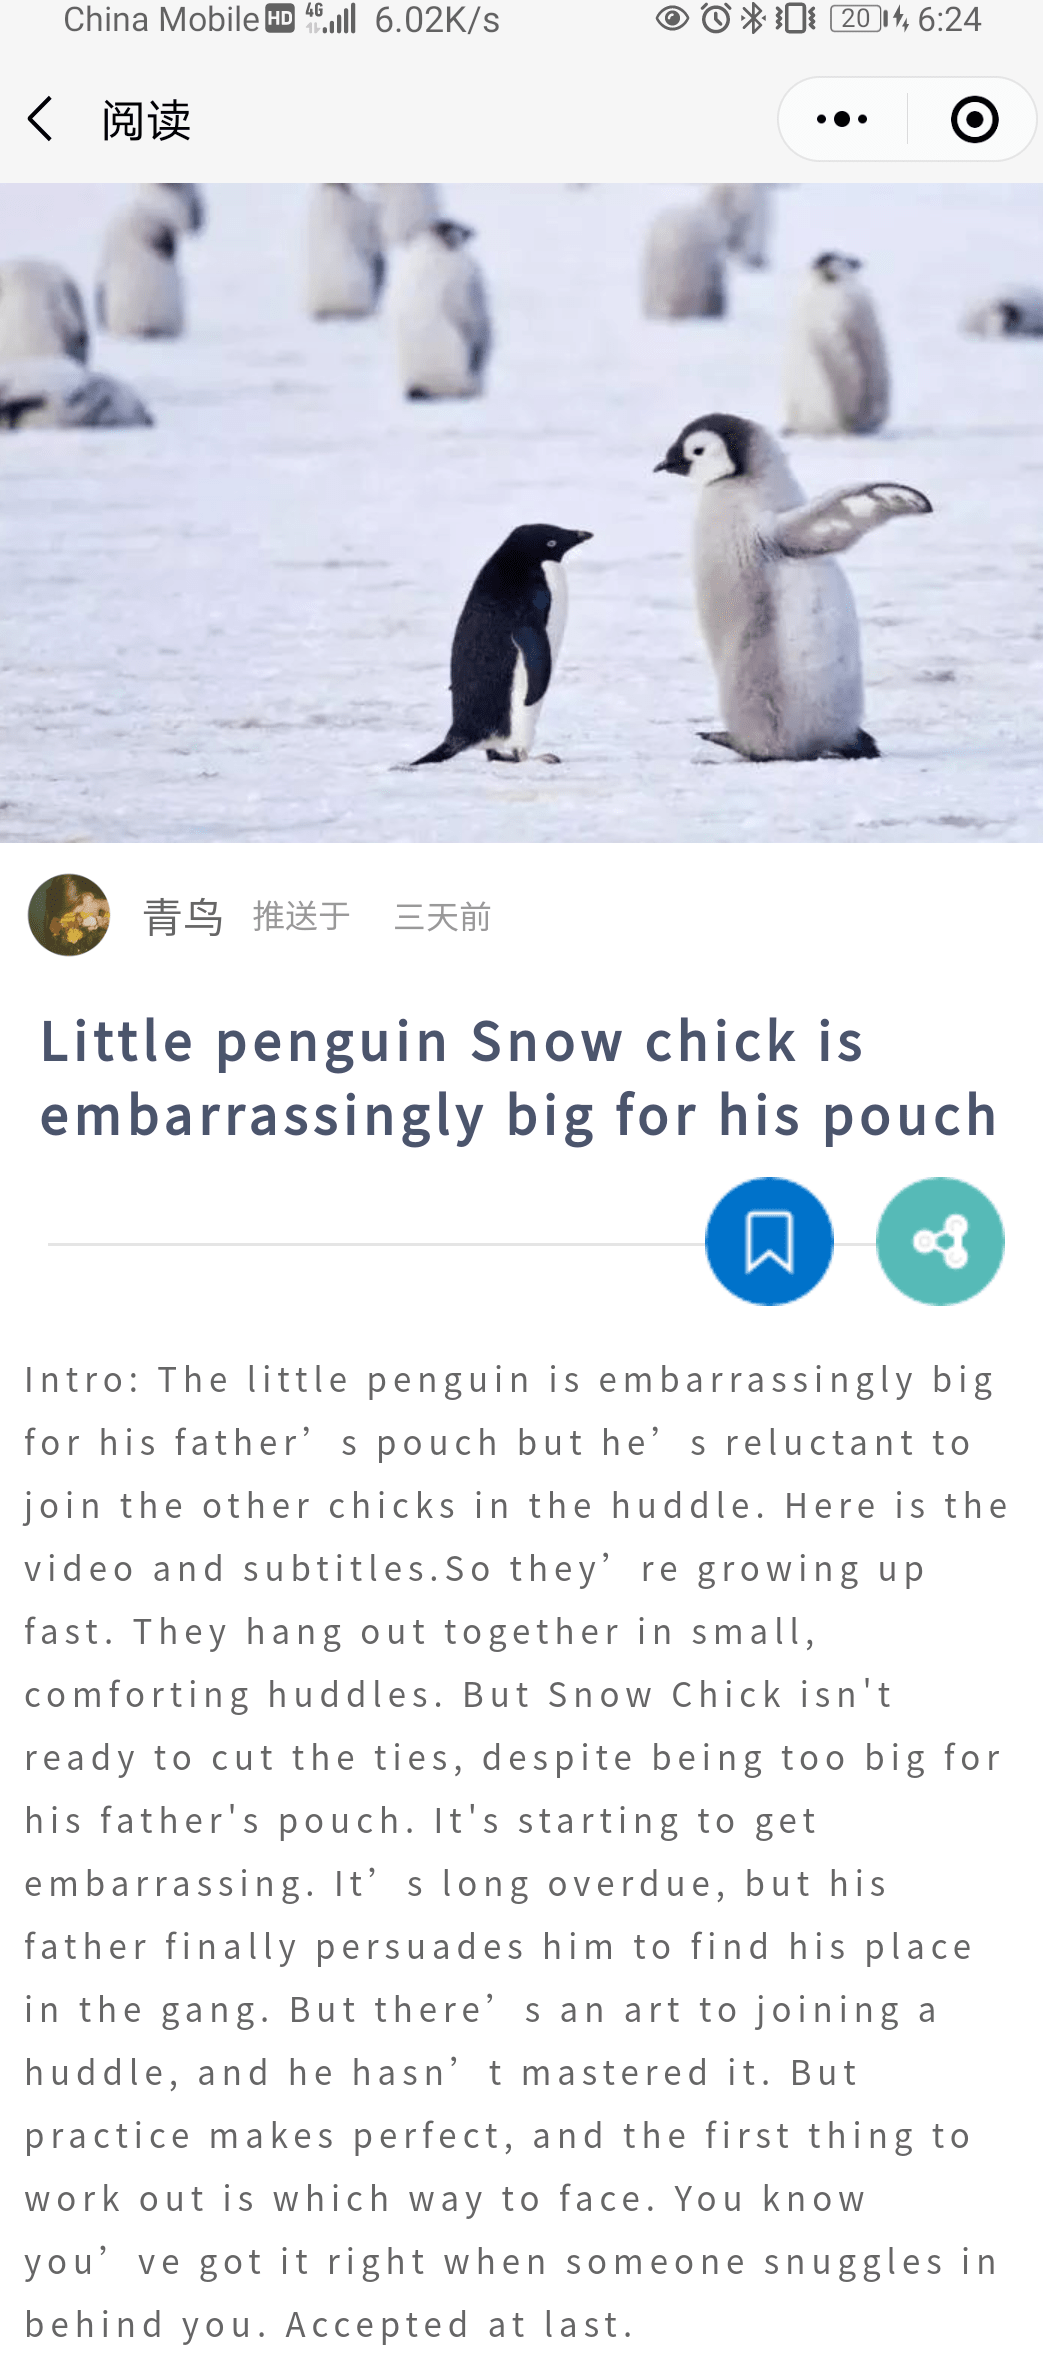 China Mobile HD 4G 6.02K/s 20 6:24
阅读
青鸟 推送于 三天前
Little penguin Snow chick is
embarrassingly big for his pouch
Intro: The little penguin is embarrassingly big
for his father’s pouch but he’s reluctant to
join the other chicks in the huddle. Here is the
video and subtitles.So they’re growing up
fast. They hang out together in small,
comforting huddles. But Snow Chick isn't
ready to cut the ties, despite being too big for
his father's pouch. It's starting to get
embarrassing. It’s long overdue, but his
father finally persuades him to find his place
in the gang. But there’s an art to joining a
huddle, and he hasn’t mastered it. But
practice makes perfect, and the first thing to
work out is which way to face. You know
you’ve got it right when someone snuggles in
behind you. Accepted at last.